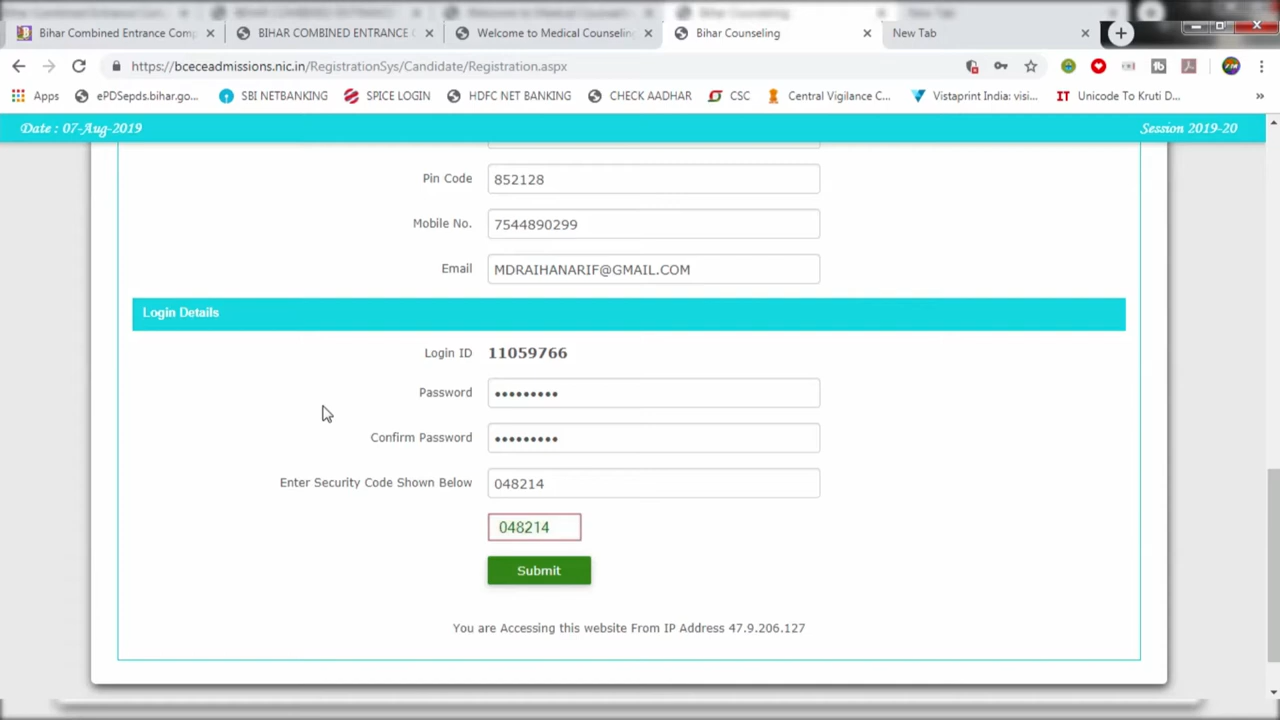 Bihar Combined Entrance Comp
BIHAR COMBINED ENTRANCE C
Welcome to Medical Counseling
Bihar Counseling
New Tab
https://bceceadmissions.nic.in/RegistrationSys/Candidate/Registration.aspx
Apps
ePDSepds.bihar.go...
SBI NETBANKING
SPICE LOGIN
HDFC NET BANKING
CHECK AADHAR
CSC
Central Vigilance C...
Vistaprint India: visi...
IT Unicode To Kruti D...
»
Date : 07-Aug-2019
Session 2019-20
Pin Code 852128
Mobile No. 7544890299
Email MDRAIHANARIF@GMAIL.COM
Login Details
Login ID 11059766
Password •••••••••
Confirm Password •••••••••
Enter Security Code Shown Below 048214
048214
Submit
You are Accessing this website From IP Address 47.9.206.127